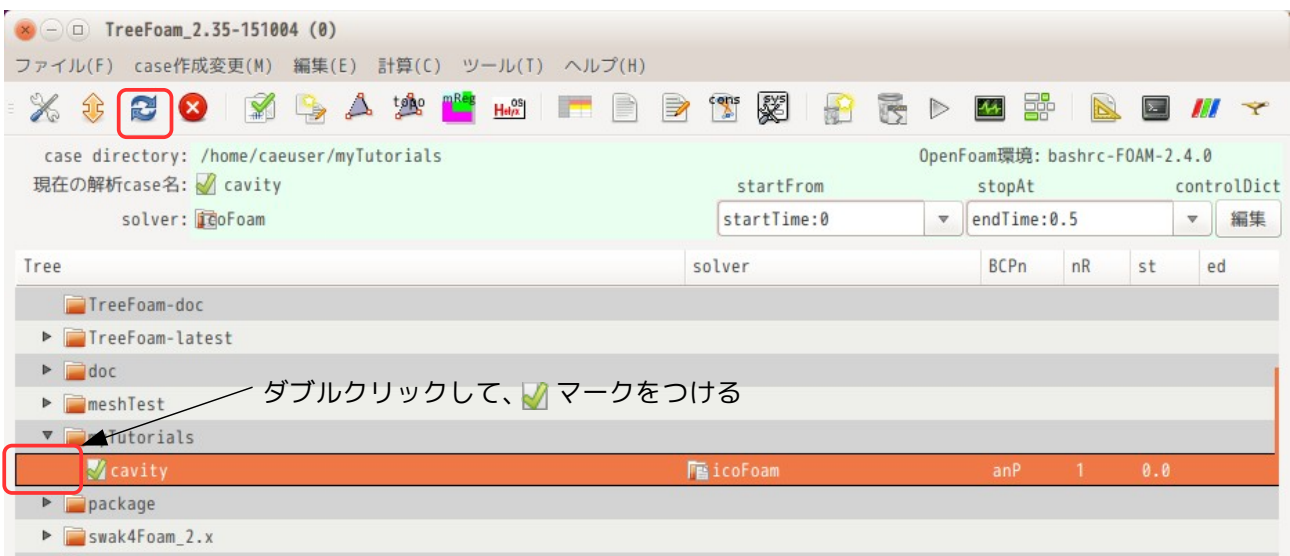 TreeFoam_2.35-151004 (0)
ファイル(F) case作成変更(M) 編集(E) 計算(C) ツール(T) ヘルプ(H)
topo mReg OS Helyx cons sys
case directory: /home/caeuser/myTutorials OpenFoam環境: bashrc-FOAM-2.4.0
現在の解析case名: cavity startFrom stopAt controlDict
solver: icoFoam startTime:0 endTime:0.5 編集
Tree solver BCPn nR st ed
TreeFoam-doc
TreeFoam-latest
doc
ダブルクリックして、 マークをつける
meshTest
myTutorials
cavity icoFoam anP 1 0.0
package
swak4Foam_2.x